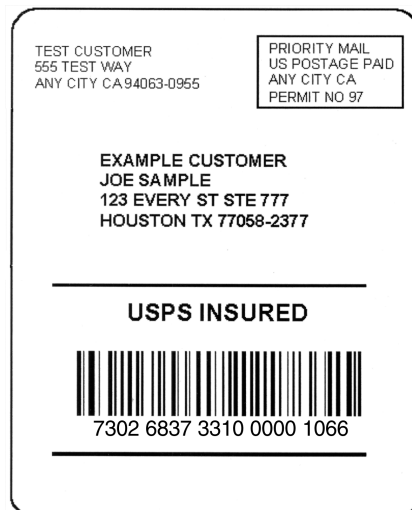 TEST CUSTOMER
555 TEST WAY
ANY CITY CA 94063-0955
PRIORITY MAIL
US POSTAGE PAID
ANY CITY CA
PERMIT NO 97
EXAMPLE CUSTOMER
JOE SAMPLE
123 EVERY ST STE 777
HOUSTON TX 77058-2377
USPS INSURED
7302 6837 3310 0000 1066